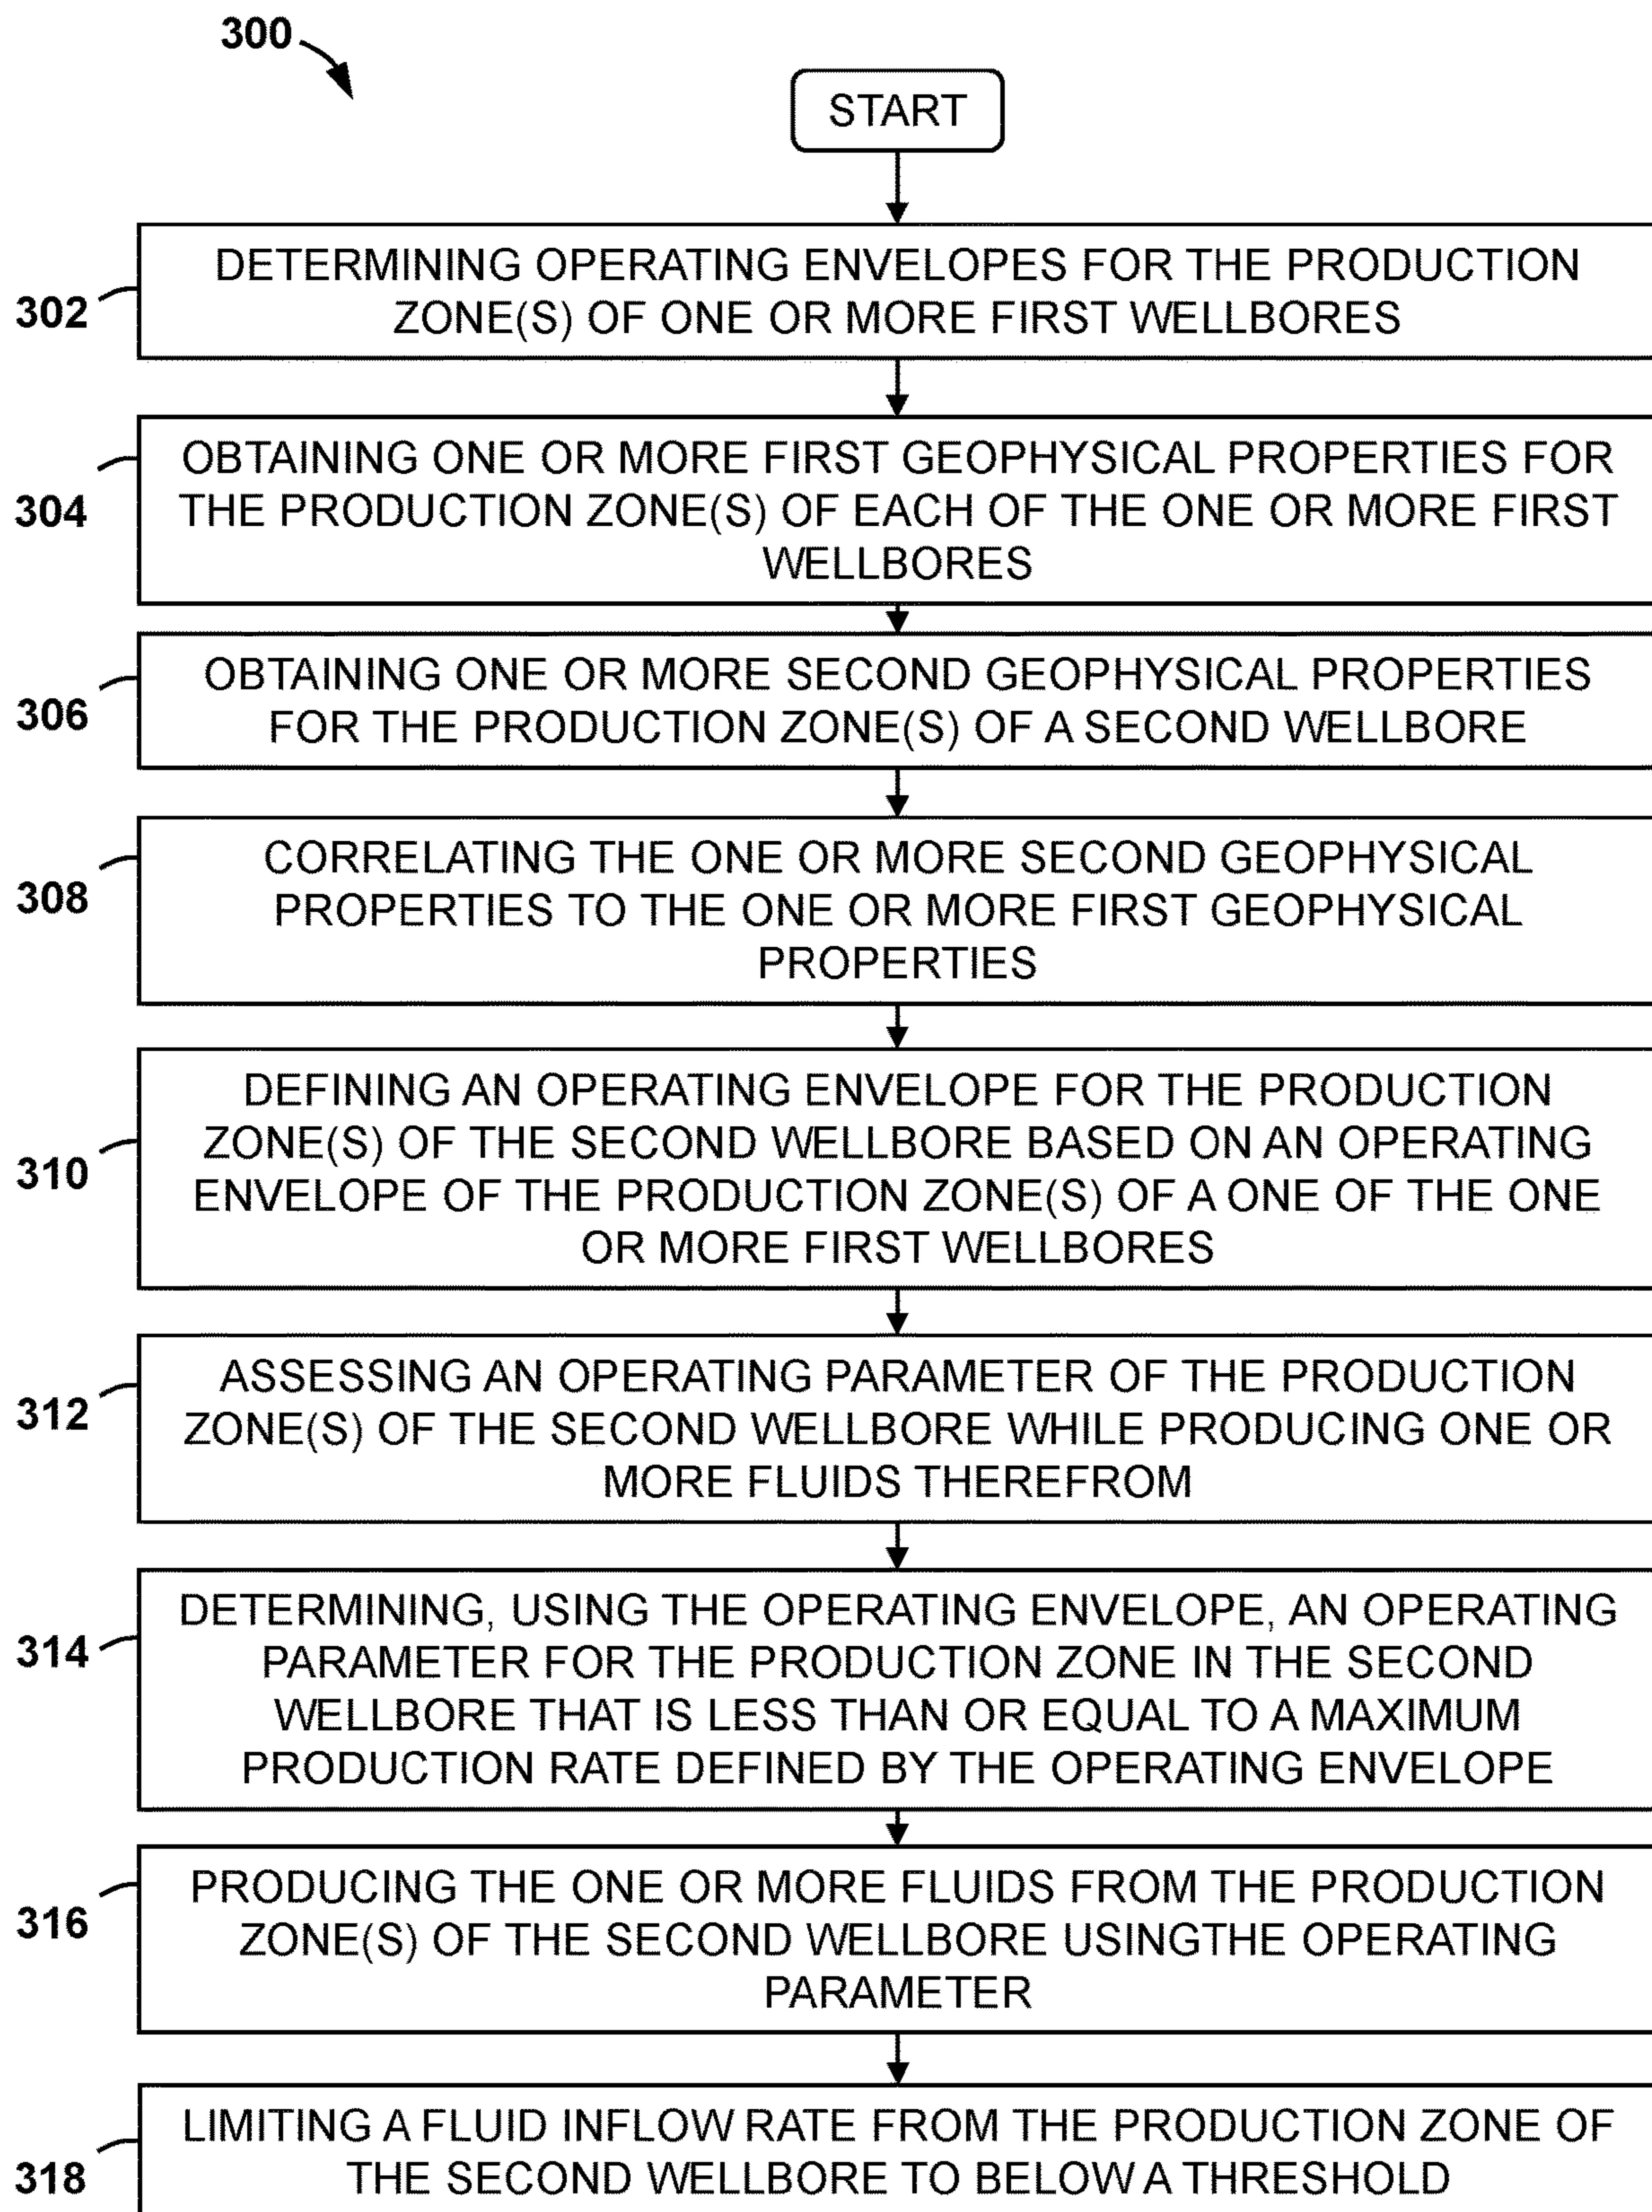 300
START
302
DETERMINING OPERATING ENVELOPES FOR THE PRODUCTION
ZONE(S) OF ONE OR MORE FIRST WELLBORES
304
OBTAINING ONE OR MORE FIRST GEOPHYSICAL PROPERTIES FOR
THE PRODUCTION ZONE(S) OF EACH OF THE ONE OR MORE FIRST
WELLBORES
306
OBTAINING ONE OR MORE SECOND GEOPHYSICAL PROPERTIES
FOR THE PRODUCTION ZONE(S) OF A SECOND WELLBORE
308
CORRELATING THE ONE OR MORE SECOND GEOPHYSICAL
PROPERTIES TO THE ONE OR MORE FIRST GEOPHYSICAL
PROPERTIES
310
DEFINING AN OPERATING ENVELOPE FOR THE PRODUCTION
ZONE(S) OF THE SECOND WELLBORE BASED ON AN OPERATING
ENVELOPE OF THE PRODUCTION ZONE(S) OF A ONE OF THE ONE
OR MORE FIRST WELLBORES
312
ASSESSING AN OPERATING PARAMETER OF THE PRODUCTION
ZONE(S) OF THE SECOND WELLBORE WHILE PRODUCING ONE OR
MORE FLUIDS THEREFROM
314
DETERMINING, USING THE OPERATING ENVELOPE, AN OPERATING
PARAMETER FOR THE PRODUCTION ZONE IN THE SECOND
WELLBORE THAT IS LESS THAN OR EQUAL TO A MAXIMUM
PRODUCTION RATE DEFINED BY THE OPERATING ENVELOPE
316
PRODUCING THE ONE OR MORE FLUIDS FROM THE PRODUCTION
ZONE(S) OF THE SECOND WELLBORE USINGTHE OPERATING
PARAMETER
318
LIMITING A FLUID INFLOW RATE FROM THE PRODUCTION ZONE OF
THE SECOND WELLBORE TO BELOW A THRESHOLD